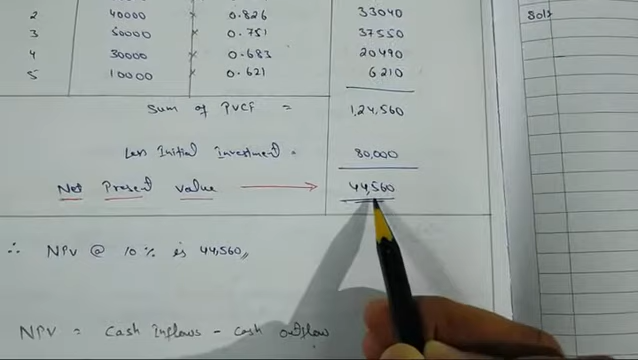 2 40000 × 0.826 33040
Solⁿ
3 50000 × 0.751 37550
4 30000 × 0.683 20490
5 10000 × 0.621 6210
Sum of PVCF = 1,24,560
Less Initial Investment = 80,000
Net Present value → 44,560
∴ NPV @ 10 % is 44,560,,
NPV = Cash Inflows - Cash outflow